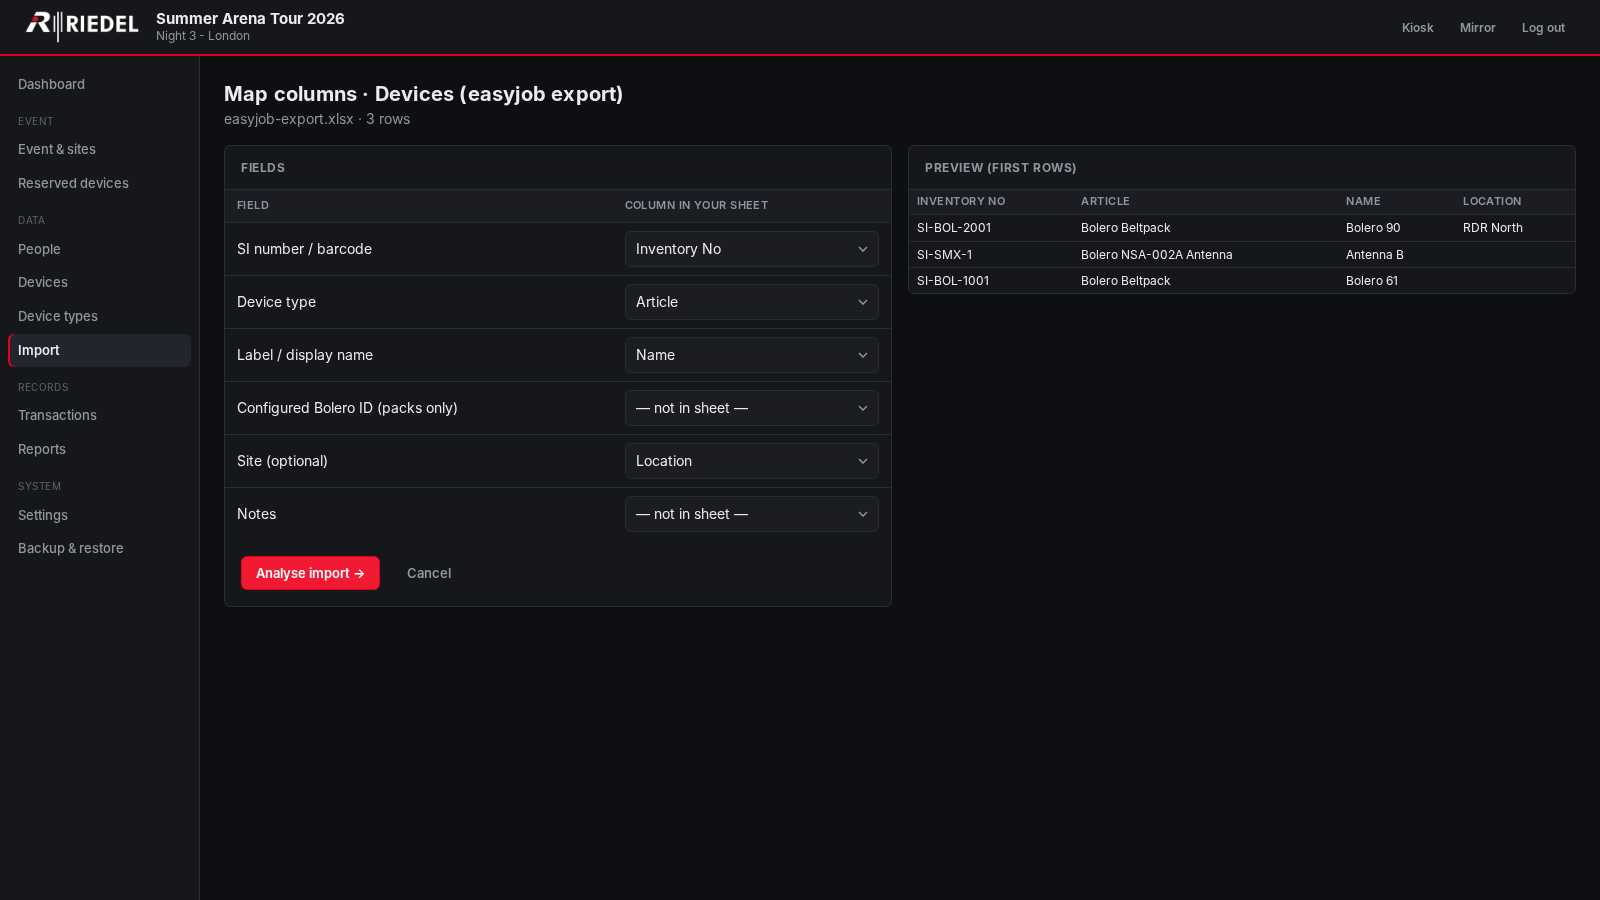 RIEDEL
Summer Arena Tour 2026
Night 3 - London
Kiosk
Mirror
Log out
Dashboard
EVENT
Event & sites
Reserved devices
DATA
People
Devices
Device types
Import
RECORDS
Transactions
Reports
SYSTEM
Settings
Backup & restore
Map columns · Devices (easyjob export)
easyjob-export.xlsx · 3 rows
FIELDS
FIELD COLUMN IN YOUR SHEET
SI number / barcode Inventory No
Device type Article
Label / display name Name
Configured Bolero ID (packs only) — not in sheet —
Site (optional) Location
Notes — not in sheet —
Analyse import → Cancel
PREVIEW (FIRST ROWS)
INVENTORY NO ARTICLE NAME LOCATION
SI-BOL-2001 Bolero Beltpack Bolero 90 RDR North
SI-SMX-1 Bolero NSA-002A Antenna Antenna B
SI-BOL-1001 Bolero Beltpack Bolero 61